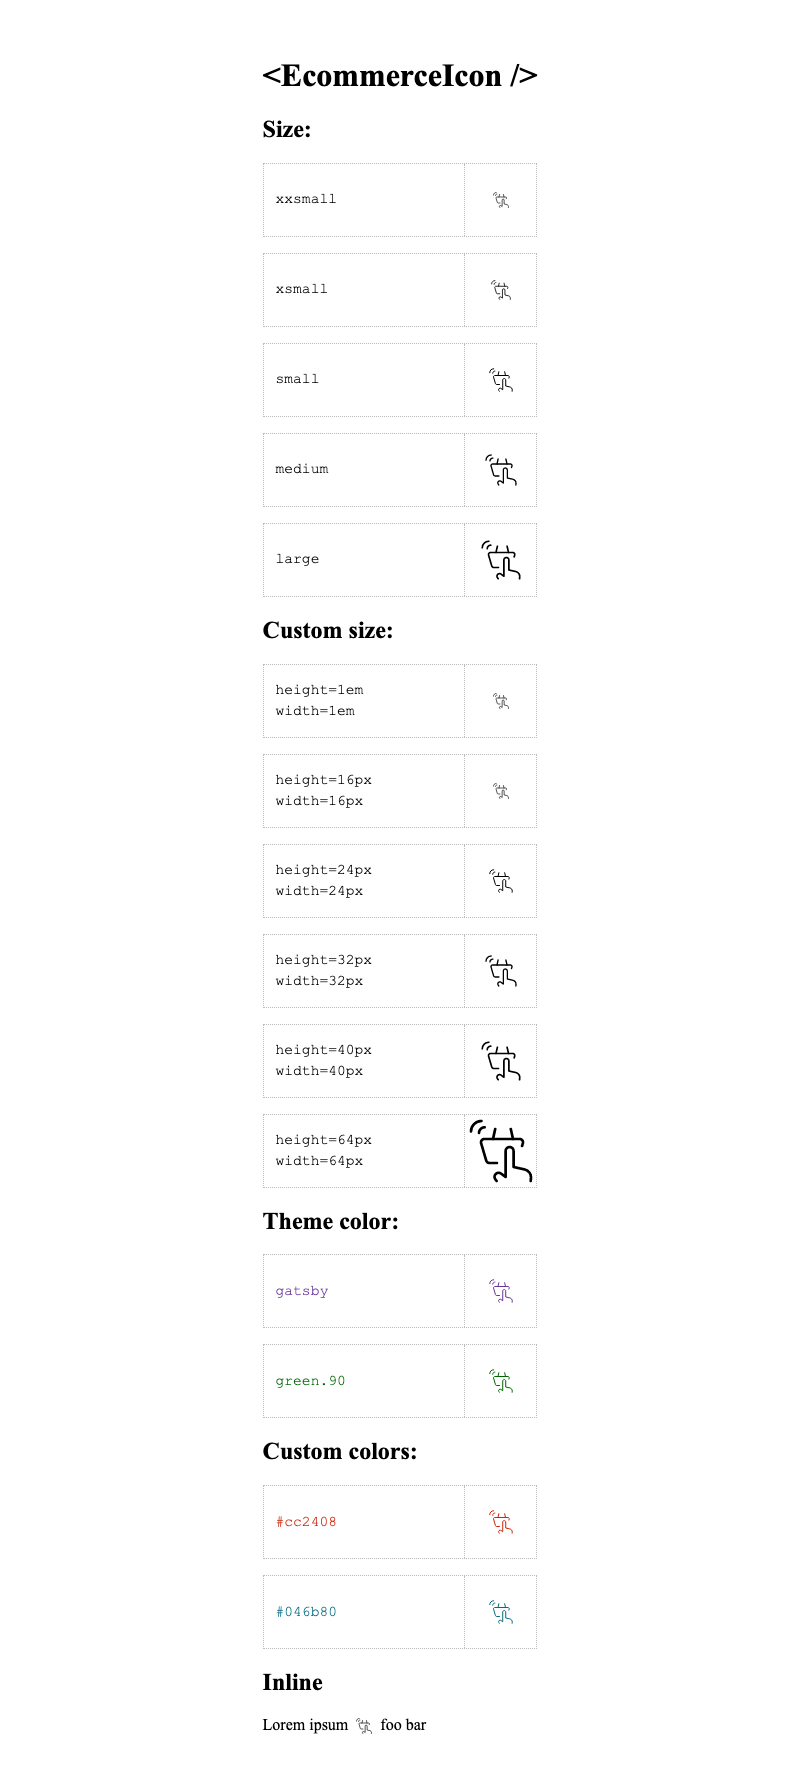 <EcommerceIcon />
Size:
xxsmall
xsmall
small
medium
large
Custom size:
height=1em
width=1em
height=16px
width=16px
height=24px
width=24px
height=32px
width=32px
height=40px
width=40px
height=64px
width=64px
Theme color:
gatsby
green.90
Custom colors:
#cc2408
#046b80
Inline
Lorem ipsum foo bar